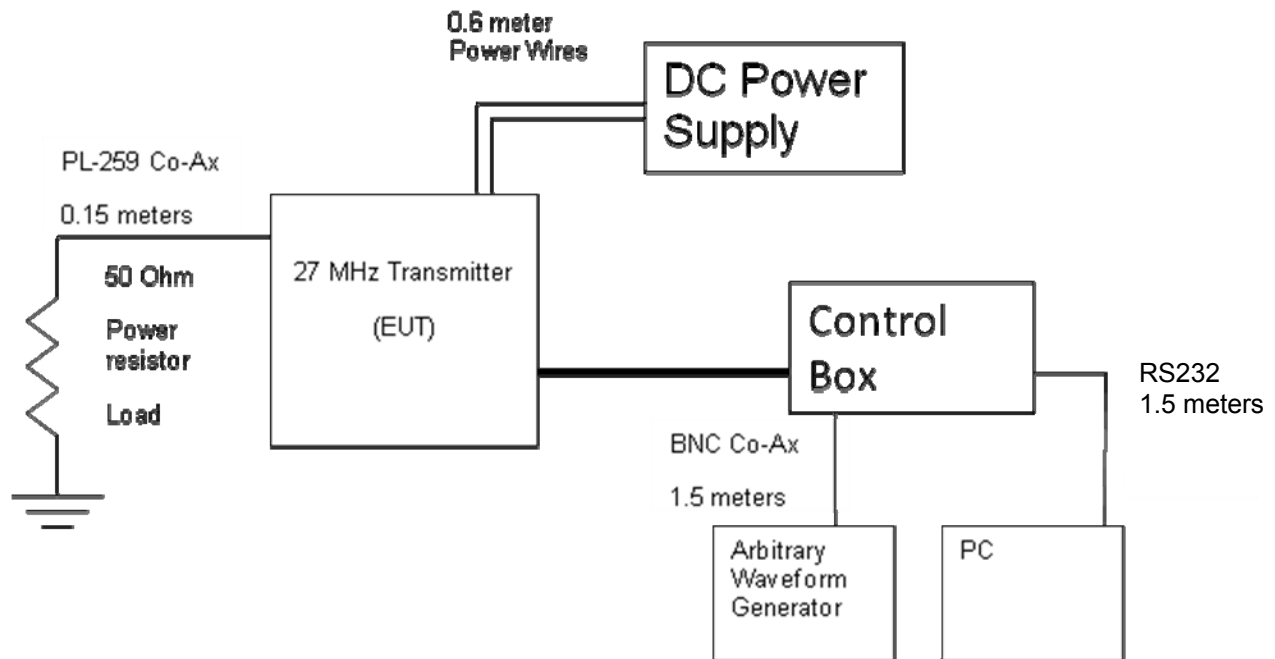 0.6 meter
Power Wires
DC Power
Supply
PL-259 Co-Ax
0.15 meters
50 Ohm
Power
resistor
Load
27 MHz Transmitter
(EUT)
Control
Box
RS232
1.5 meters
BNC Co-Ax
1.5 meters
Arbitrary
Waveform
Generator
PC